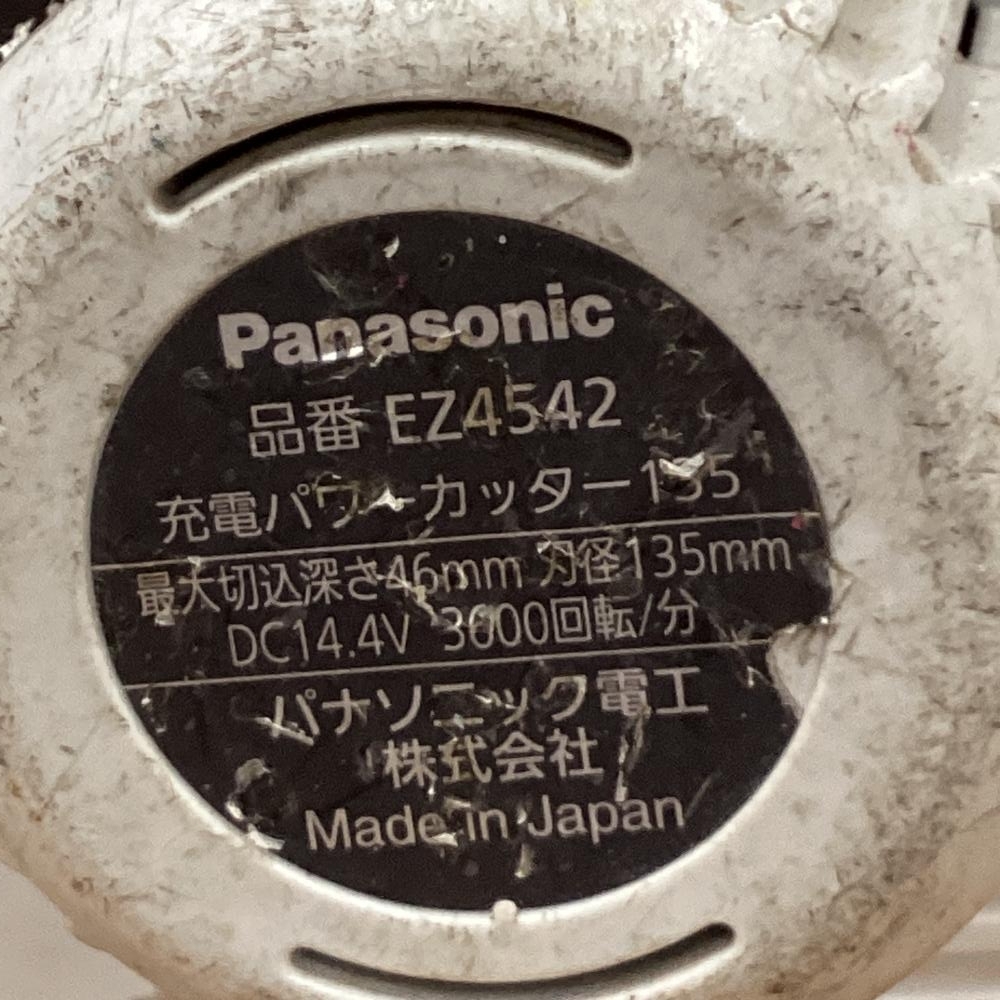 Panasonic
品番 EZ4542
充電パワーカッター135
最大切込深さ46mm 刃径135mm
DC14.4V 3600回転/分
パナソニック電工
株式会社
Made in Japan